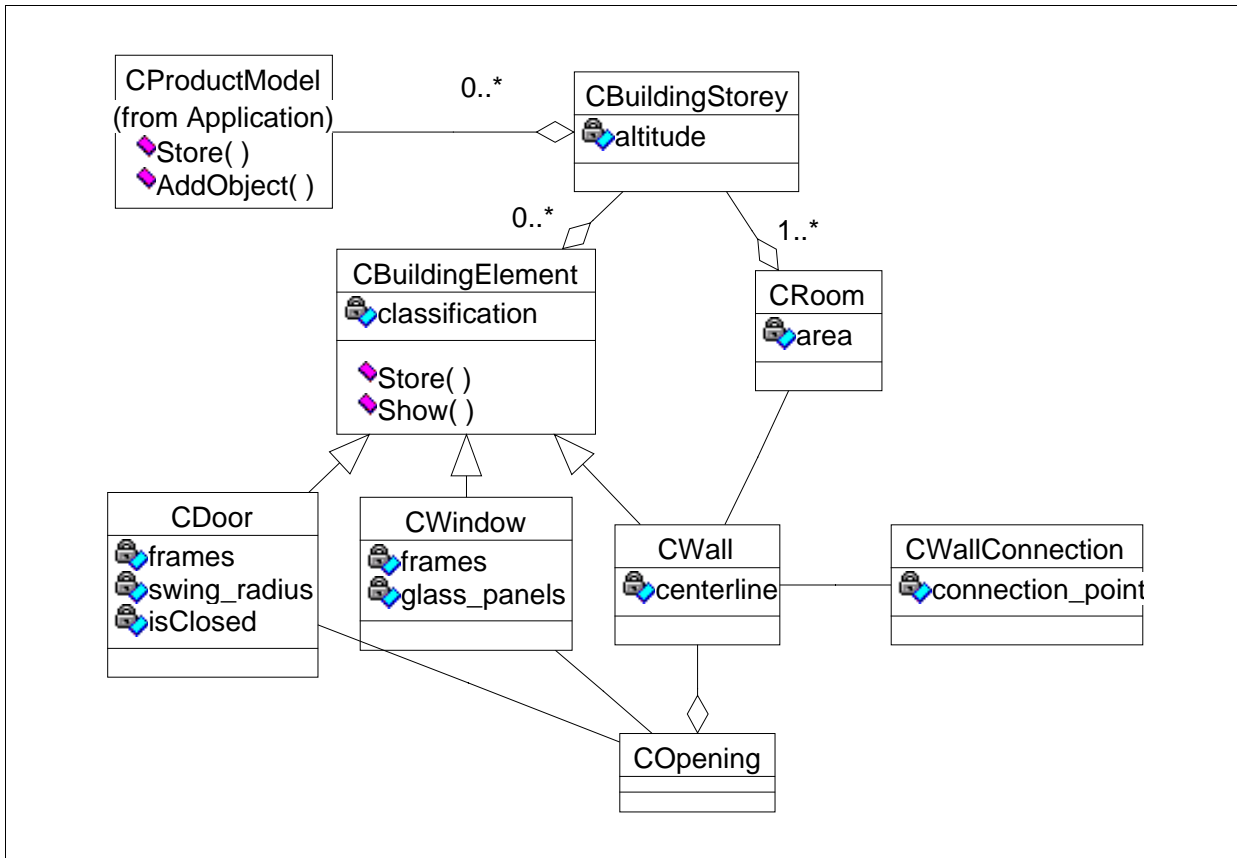 CProductModel
(from Application)
Store( )
AddObject( )
0..*
CBuildingStorey
altitude
0..*
1..*
CBuildingElement
classification
Store( )
Show( )
CRoom
area
CDoor
frames
swing_radius
isClosed
CWindow
frames
glass_panels
CWall
centerline
CWallConnection
connection_point
COpening